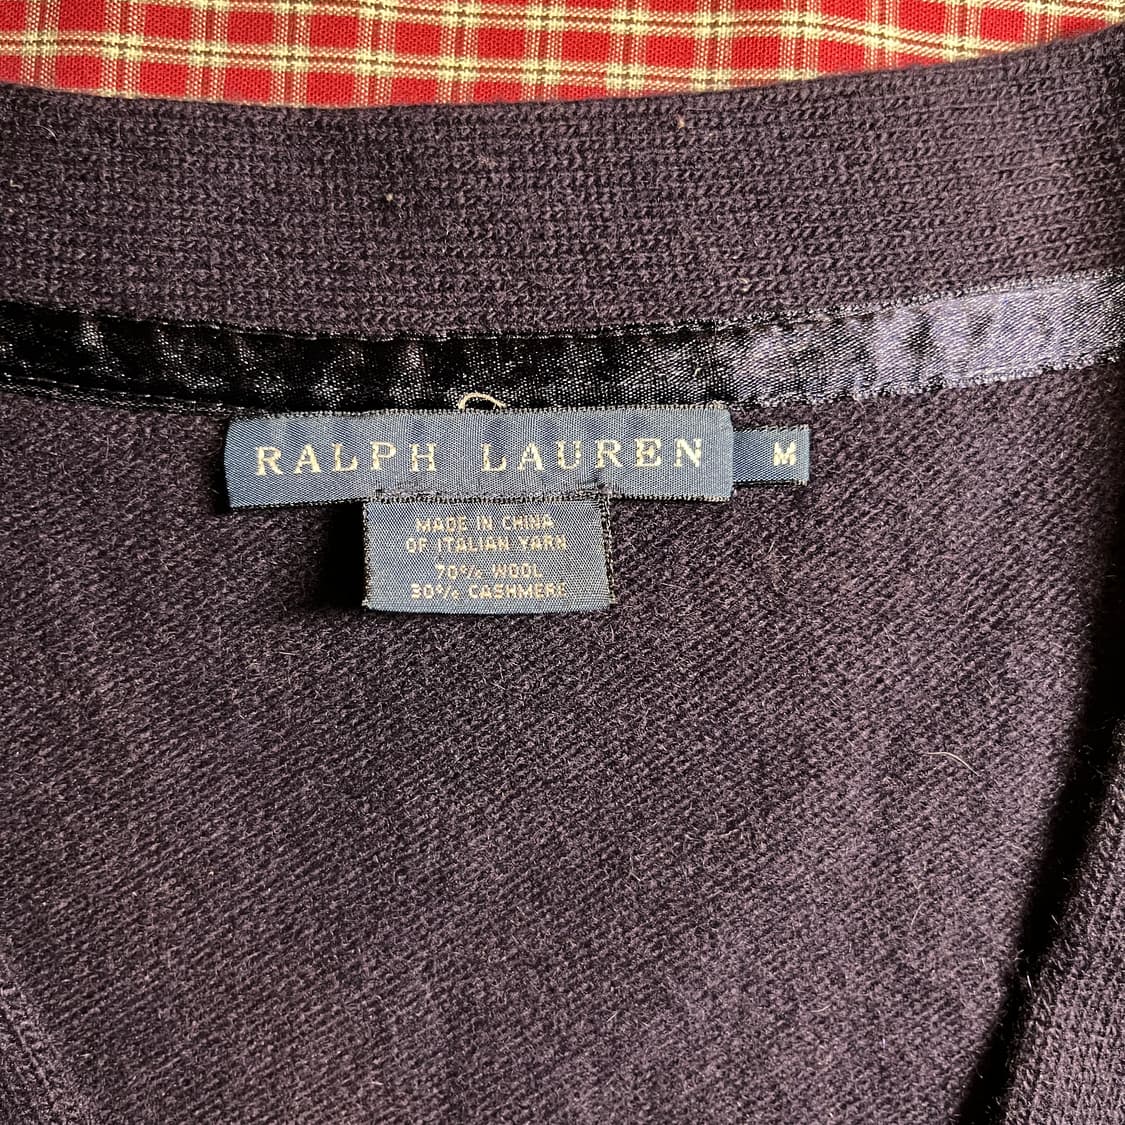 RALPH LAUREN
M
MADE IN CHINA
OF ITALIAN YARN
70% WOOL
30% CASHMERE